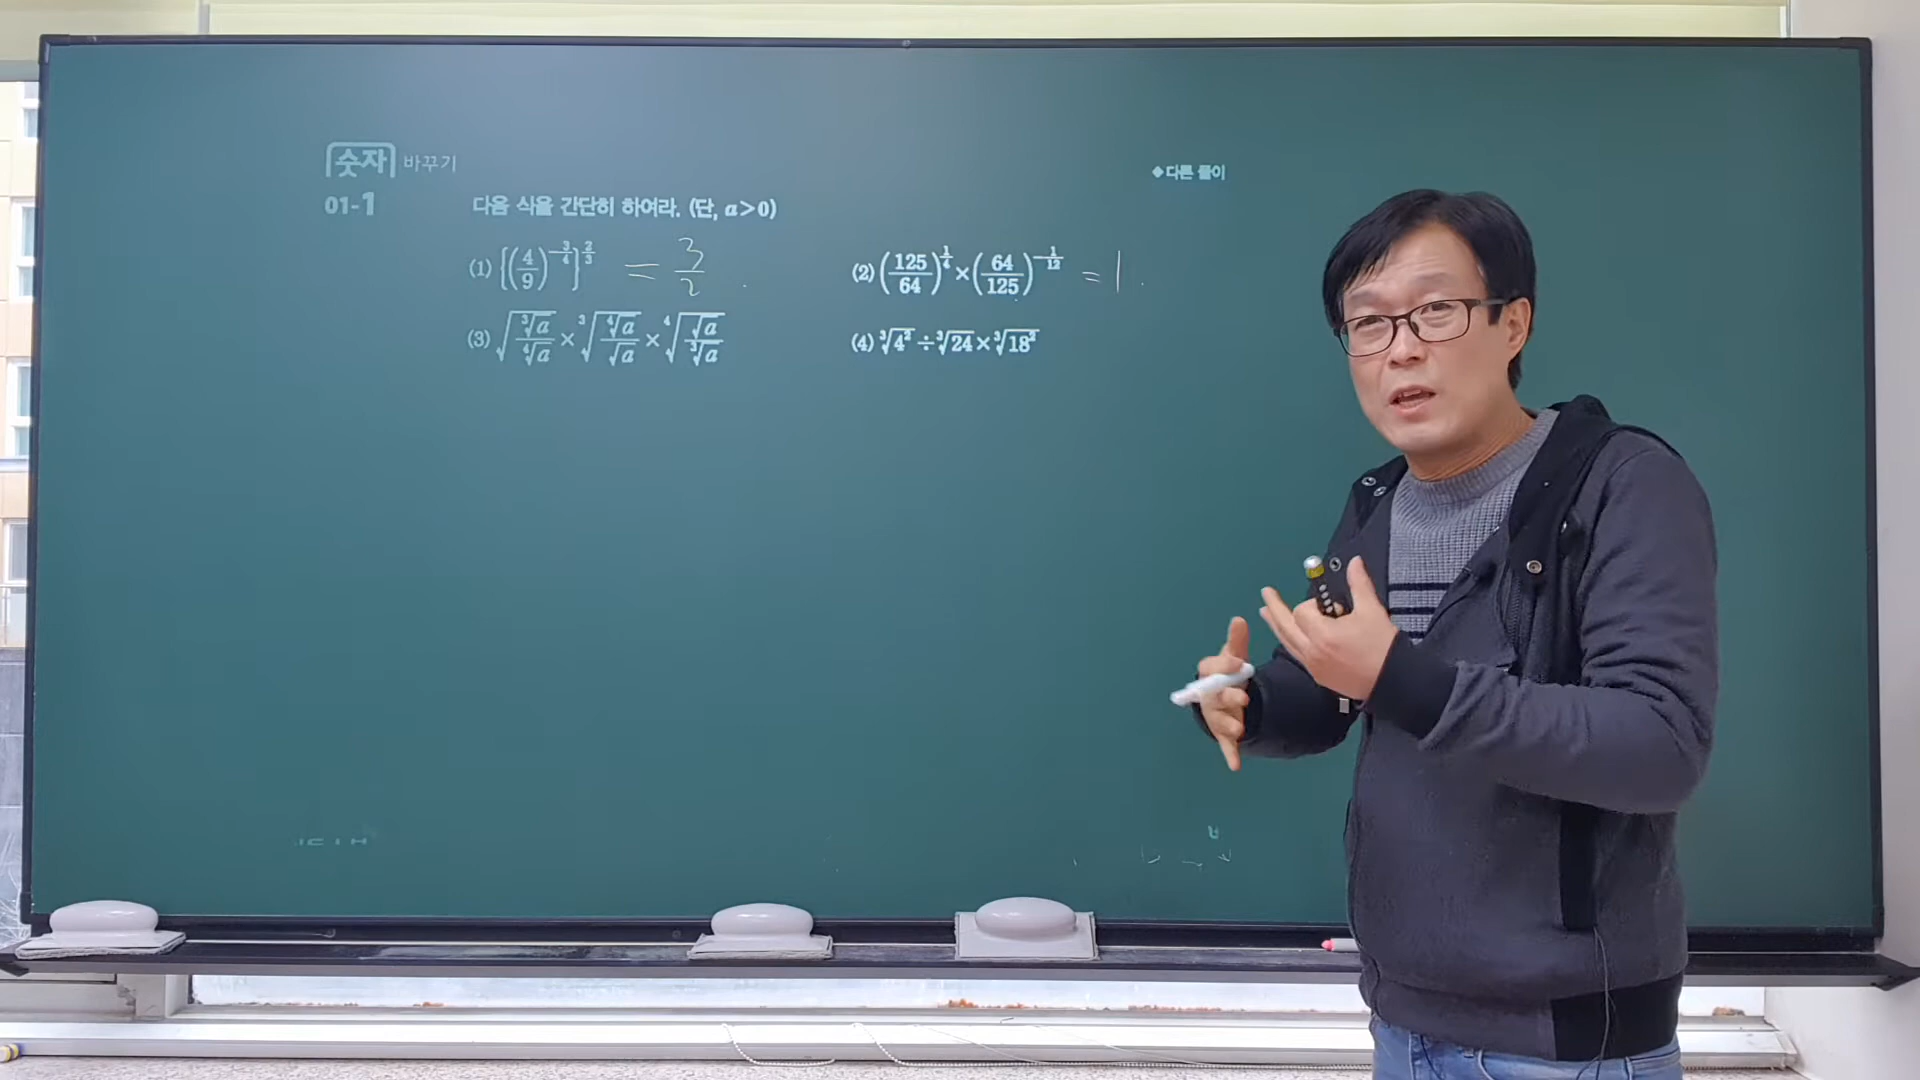 숫자 바꾸기
◆다른 풀이
01-1 다음 식을 간단히 하여라. (단, a>0)
(1) {(4/9)^(-3/4)}^(2/3) = 3/2 .
(2) (125/64)^(1/4) × (64/125)^(-1/12) = 1 .
(3) √(∛a/∜a) × ∛(∜a/√a) × ∜(√a/∛a)
(4) ∛4² ÷ ∛24 × ∛18²